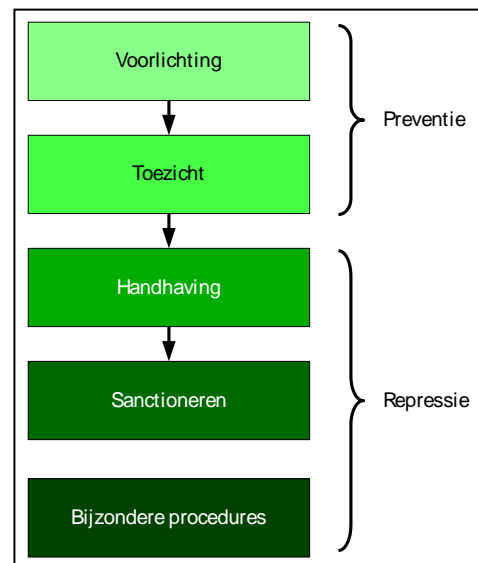 Voorlichting
Preventie
Toezicht
Handhaving
Sanctioneren
Repressie
Bijzondere procedures